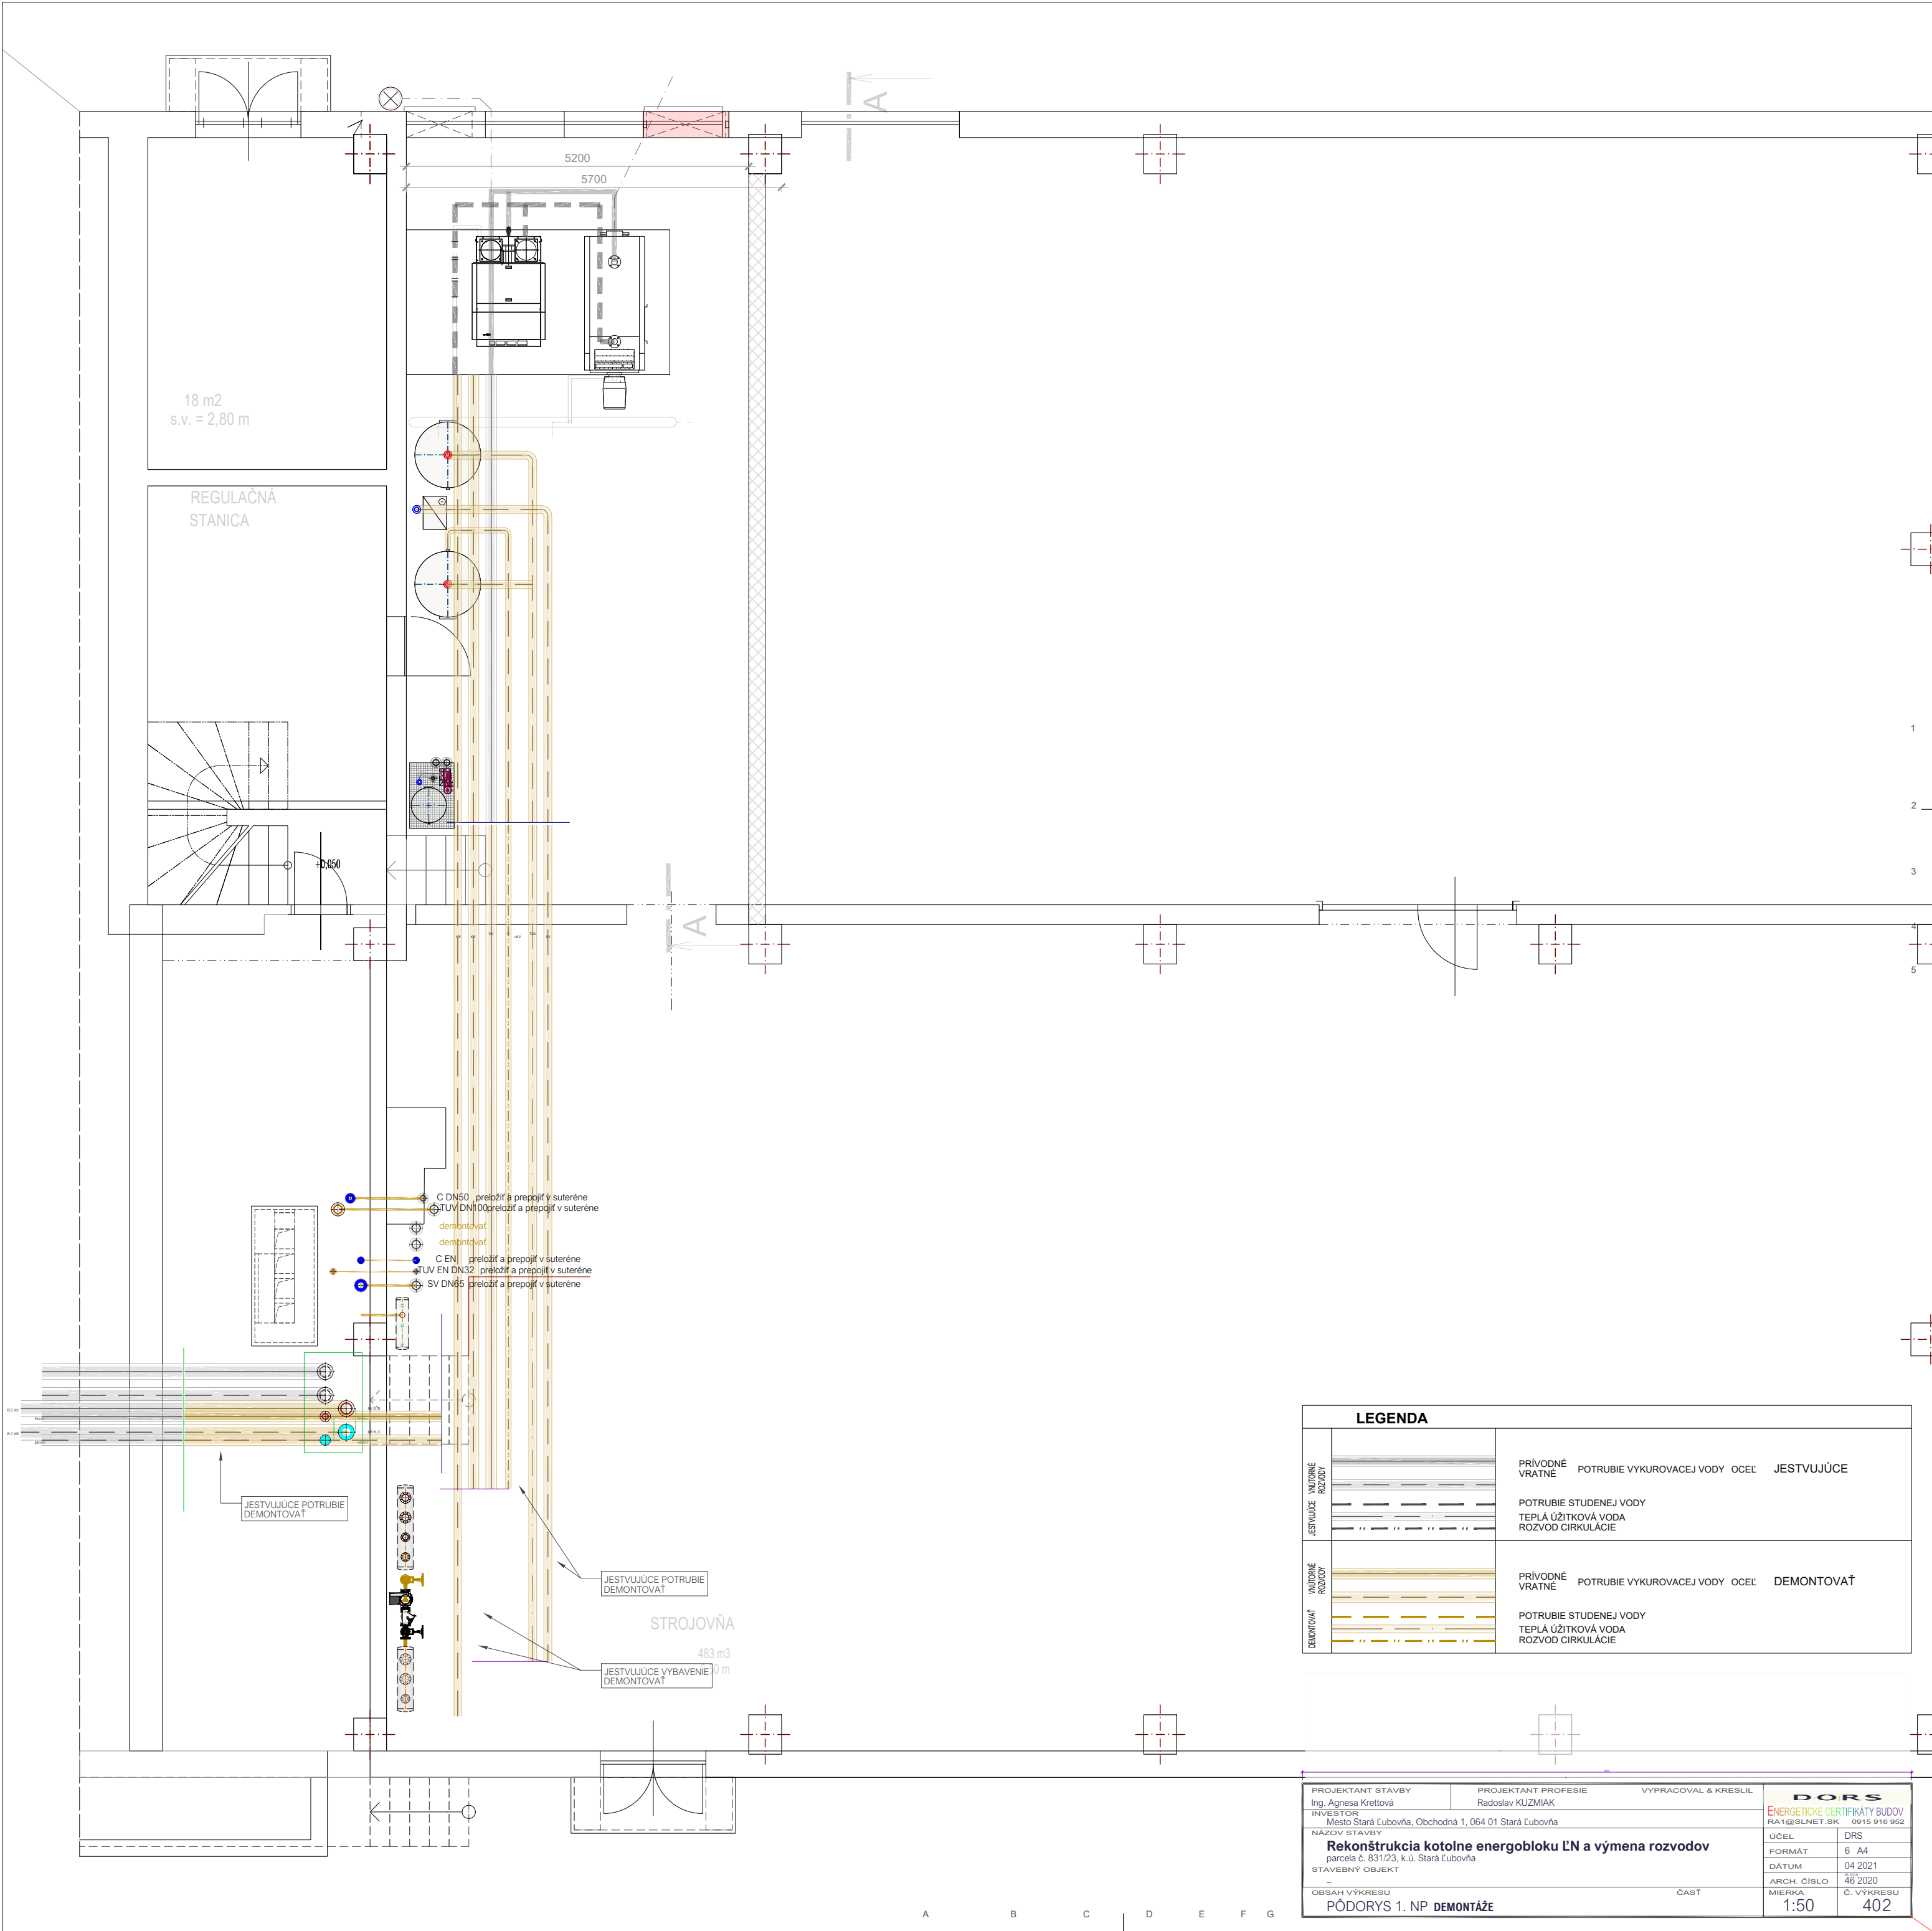 A
5200
5700
18 m2
s.v. = 2,80 m
REGULAČNÁ
STANICA
1
2
3
4
5
+0,050
A
C DN50 preložiť a prepojiť v suteréne
TUV DN100 preložiť a prepojiť v suteréne
demontovať
demontovať
C EN preložiť a prepojiť v suteréne
TUV EN DN32 preložiť a prepojiť v suteréne
SV DN65 preložiť a prepojiť v suteréne
JESTVUJÚCE POTRUBIE
DEMONTOVAŤ
JESTVUJÚCE POTRUBIE
DEMONTOVAŤ
STROJOVŇA
483 m3
JESTVUJÚCE VYBAVENIE
DEMONTOVAŤ
LEGENDA
JESTVUJÚCE VNÚTORNÉ
ROZVODY
PRÍVODNÉ
VRATNÉ POTRUBIE VYKUROVACEJ VODY OCEĽ JESTVUJÚCE
POTRUBIE STUDENEJ VODY
TEPLÁ ÚŽITKOVÁ VODA
ROZVOD CIRKULÁCIE
DEMONTOVAŤ VNÚTORNÉ
ROZVODY
PRÍVODNÉ
VRATNÉ POTRUBIE VYKUROVACEJ VODY OCEĽ DEMONTOVAŤ
POTRUBIE STUDENEJ VODY
TEPLÁ ÚŽITKOVÁ VODA
ROZVOD CIRKULÁCIE
PROJEKTANT STAVBY PROJEKTANT PROFESIE VYPRACOVAL & KRESLIL
Ing. Agnesa Krettová Radoslav KUZMIAK
DORS
ENERGETICKÉ CERTIFIKÁTY BUDOV
RA1@SLNET.SK 0915 916 952
INVESTOR
Mesto Stará Ľubovňa, Obchodná 1, 064 01 Stará Ľubovňa
NÁZOV STAVBY
Rekonštrukcia kotolne energobloku ĽN a výmena rozvodov
parcela č. 831/23, k.ú. Stará Ľubovňa
STAVEBNÝ OBJEKT
–
ÚČEL DRS
FORMÁT 6 A4
DÁTUM 04 2021
ARCH. ČÍSLO 46 2020
OBSAH VÝKRESU ČASŤ
PÔDORYS 1. NP DEMONTÁŽE
MIERKA Č. VÝKRESU
1:50 402
A B C D E F G